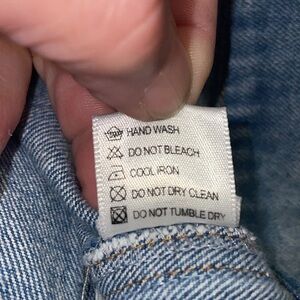 HAND WASH
DO NOT BLEACH
COOL IRON
DO NOT DRY CLEAN
DO NOT TUMBLE DRY